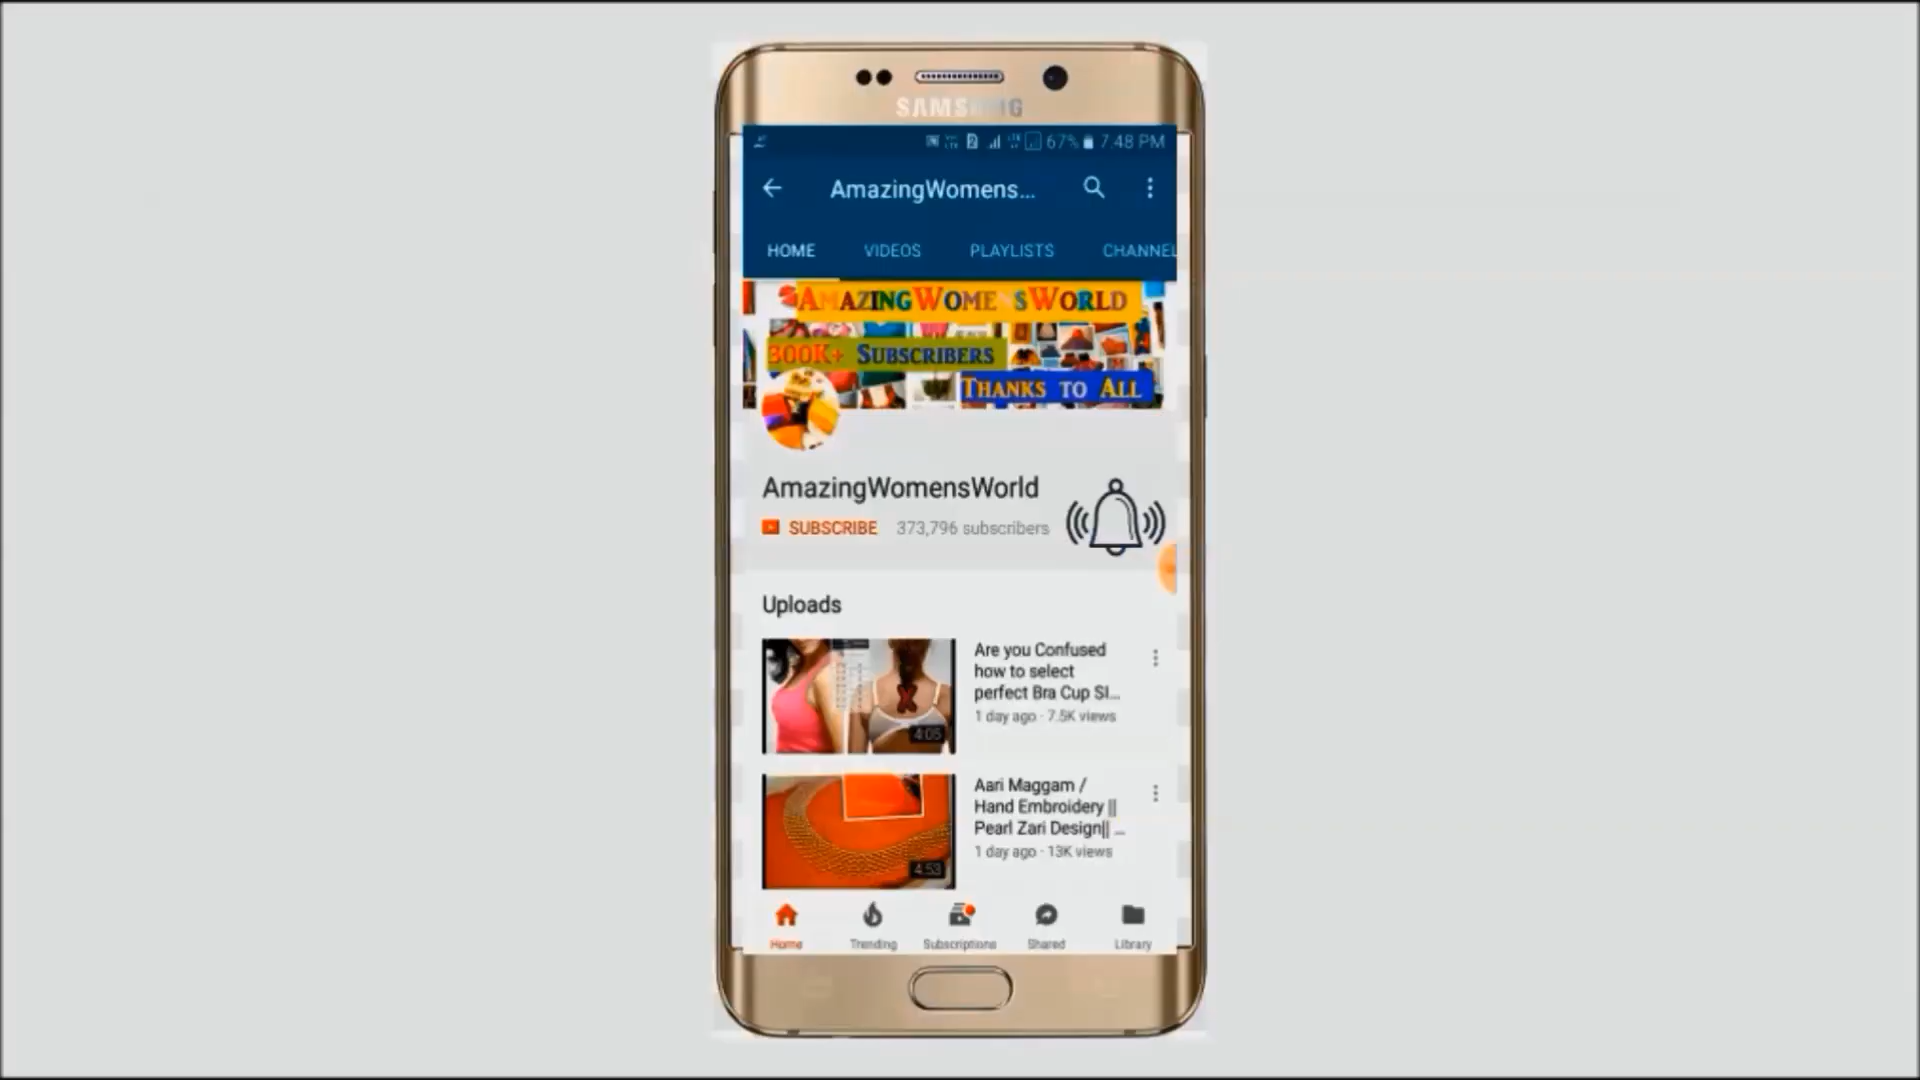 SAMSUNG
67% 7.48 PM
AmazingWomens...
HOME VIDEOS PLAYLISTS CHANNEL
AMAZINGWOMENSWORLD
300K+ SUBSCRIBERS
THANKS TO ALL
AmazingWomensWorld
SUBSCRIBE 373,796 subscribers
Uploads
Are you Confused
how to select
perfect Bra Cup SI...
1 day ago · 7.5K views
4:05
Aari Maggam /
Hand Embroidery ||
Pearl Zari Design|| ...
1 day ago · 13K views
4:53
Home Trending Subscriptions Shared Library